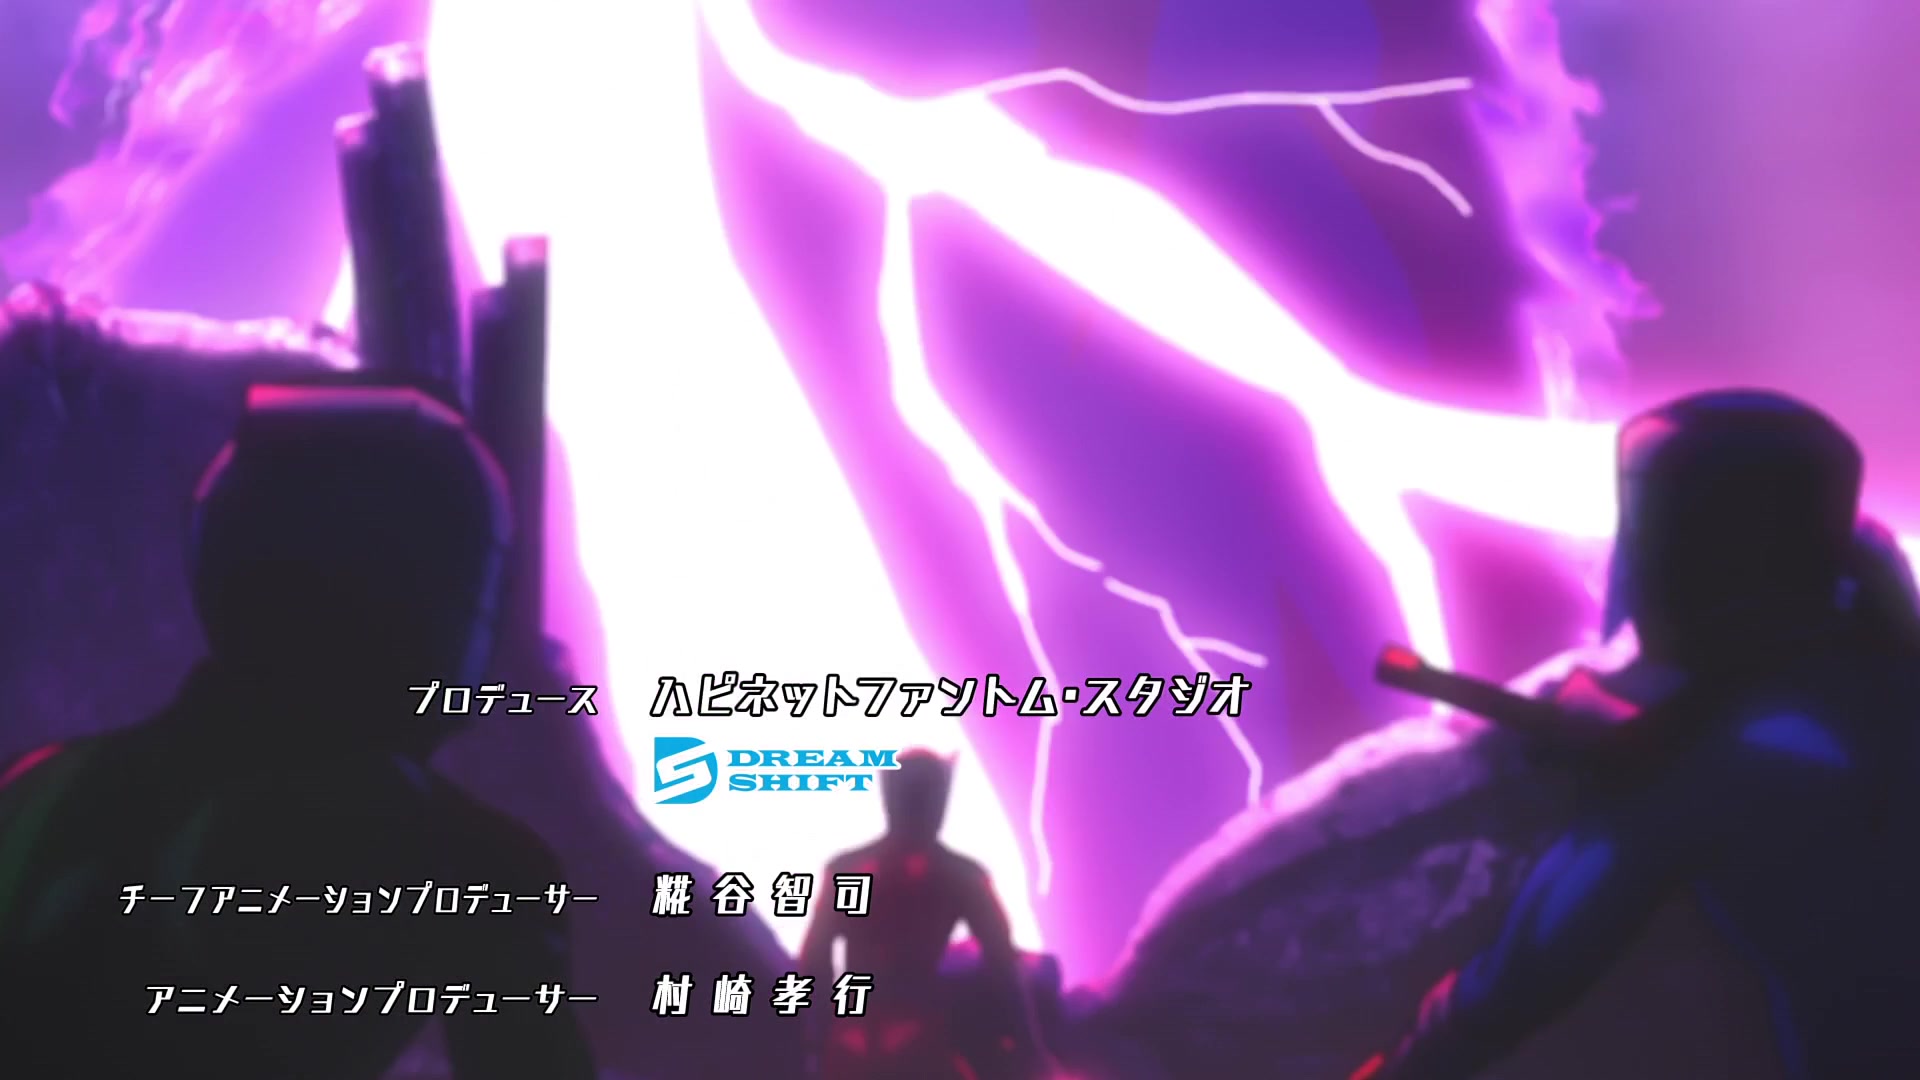 プロデュース ハピネットファントム・スタジオ
DREAM
SHIFT
チーフアニメーションプロデューサー 糀谷智司
アニメーションプロデューサー 村崎孝行